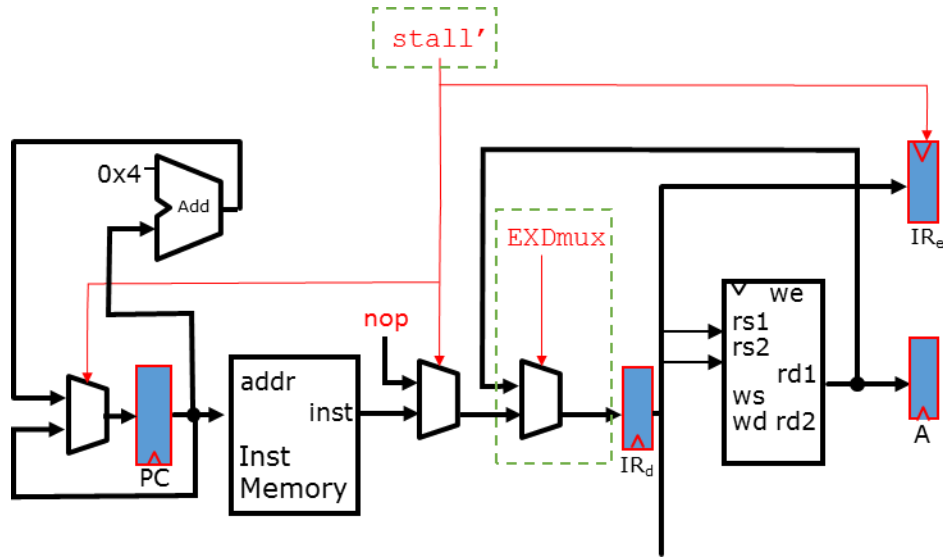 stall’
0x4
Add
EXDmux
nop
IRe
we
rs1
rs2
addr
inst
rd1
ws
wd rd2
Inst
Memory
PC
IRd
A